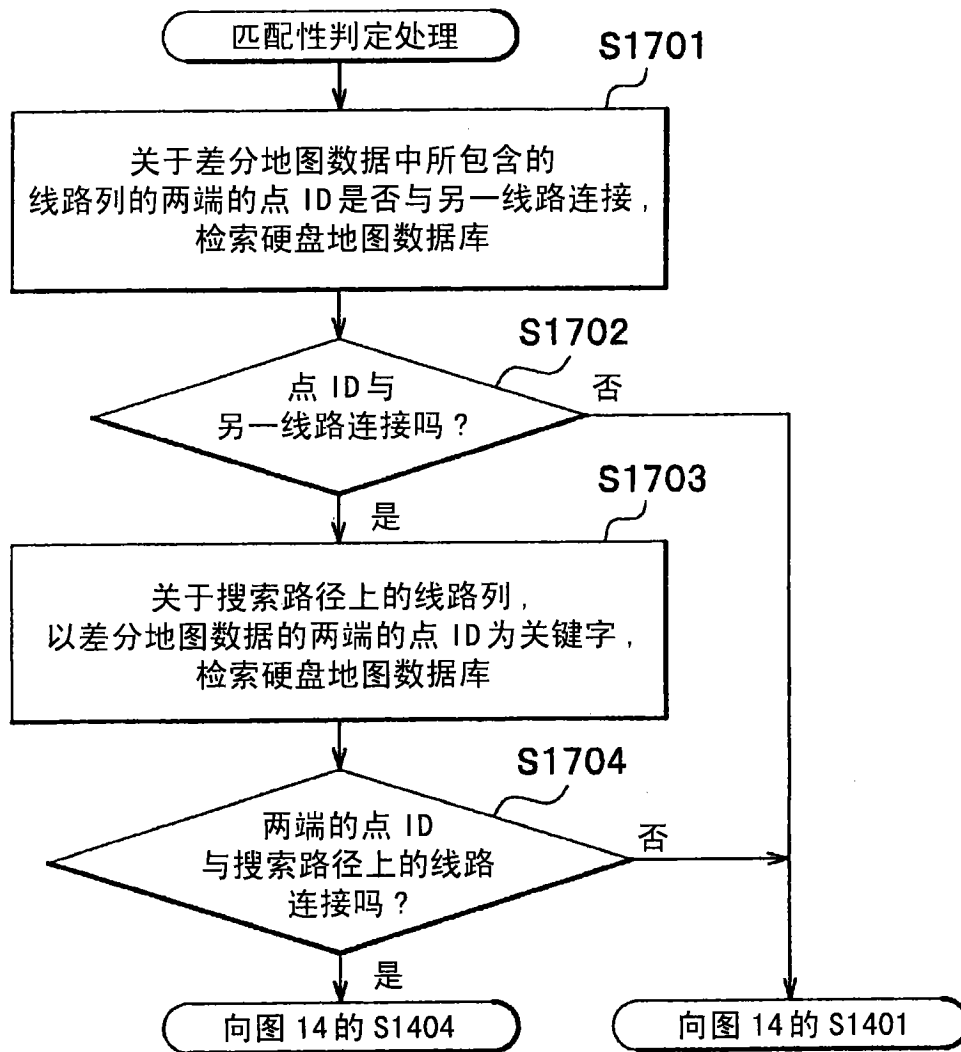 匹配性判定处理
S1701
关于差分地图数据中所包含的
线路列的两端的点 ID 是否与另一线路连接，
检索硬盘地图数据库
S1702
点 ID 与
另一线路连接吗？
否
是
S1703
关于搜索路径上的线路列，
以差分地图数据的两端的点 ID 为关键字，
检索硬盘地图数据库
S1704
两端的点 ID
与搜索路径上的线路
连接吗？
否
是
向图 14 的 S1404
向图 14 的 S1401